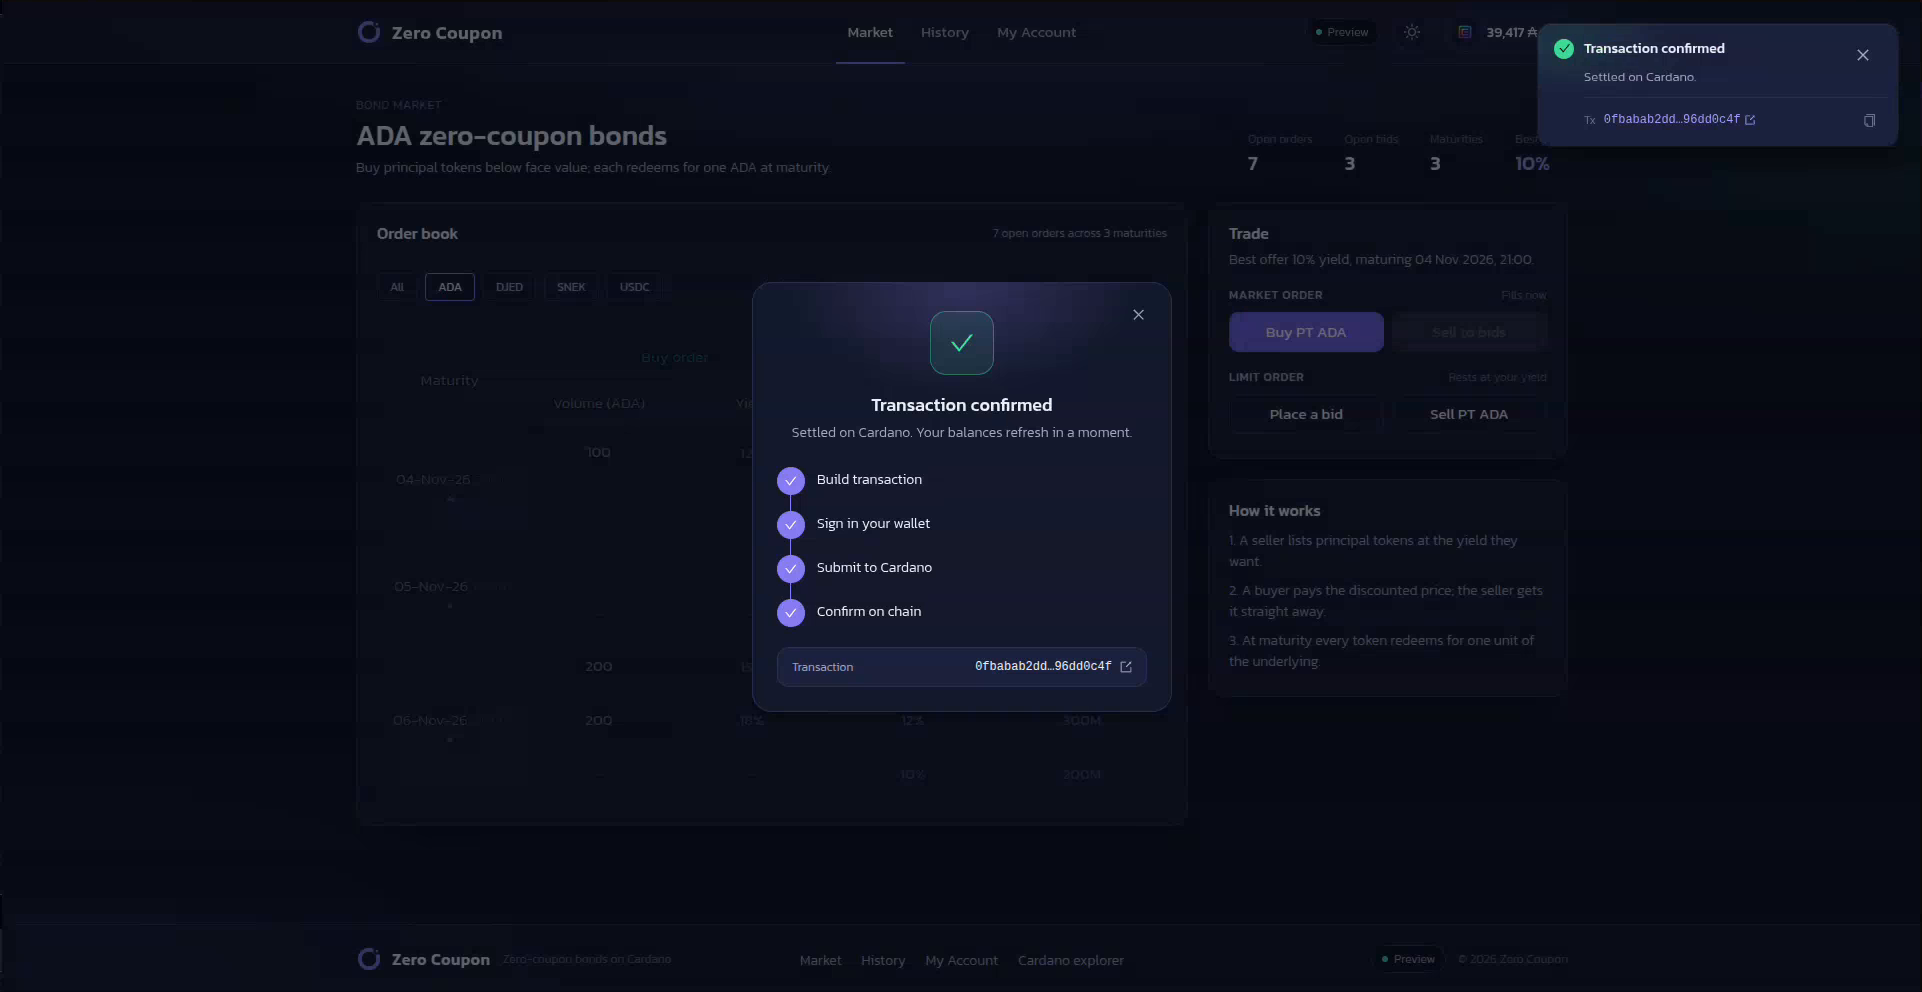 Zero Coupon
Market
History
My Account
Preview
39,417 ₳
Transaction confirmed
Settled on Cardano.
Tx 0fbabab2dd…96dd0c4f
BOND MARKET
ADA zero-coupon bonds
Buy principal tokens below face value; each redeems for one ADA at maturity.
Open orders
7
Open bids
3
Maturities
3
10%
Order book
7 open orders across 3 maturities
All
ADA
DJED
SNEK
USDC
Buy order
Maturity
Volume (ADA)
100
04-Nov-26
05-Nov-26
200
06-Nov-26
200
18%
12%
300M
10%
200M
Transaction confirmed
Settled on Cardano. Your balances refresh in a moment.
Build transaction
Sign in your wallet
Submit to Cardano
Confirm on chain
Transaction
0fbabab2dd…96dd0c4f
Trade
Best offer 10% yield, maturing 04 Nov 2026, 21:00.
MARKET ORDER
Fills now
Buy PT ADA
Sell to bids
LIMIT ORDER
Rests at your yield
Place a bid
Sell PT ADA
How it works
1. A seller lists principal tokens at the yield they
want.
2. A buyer pays the discounted price; the seller gets
it straight away.
3. At maturity every token redeems for one unit of
the underlying.
Zero Coupon
Zero-coupon bonds on Cardano
Market
History
My Account
Cardano explorer
Preview
© 2026 Zero Coupon